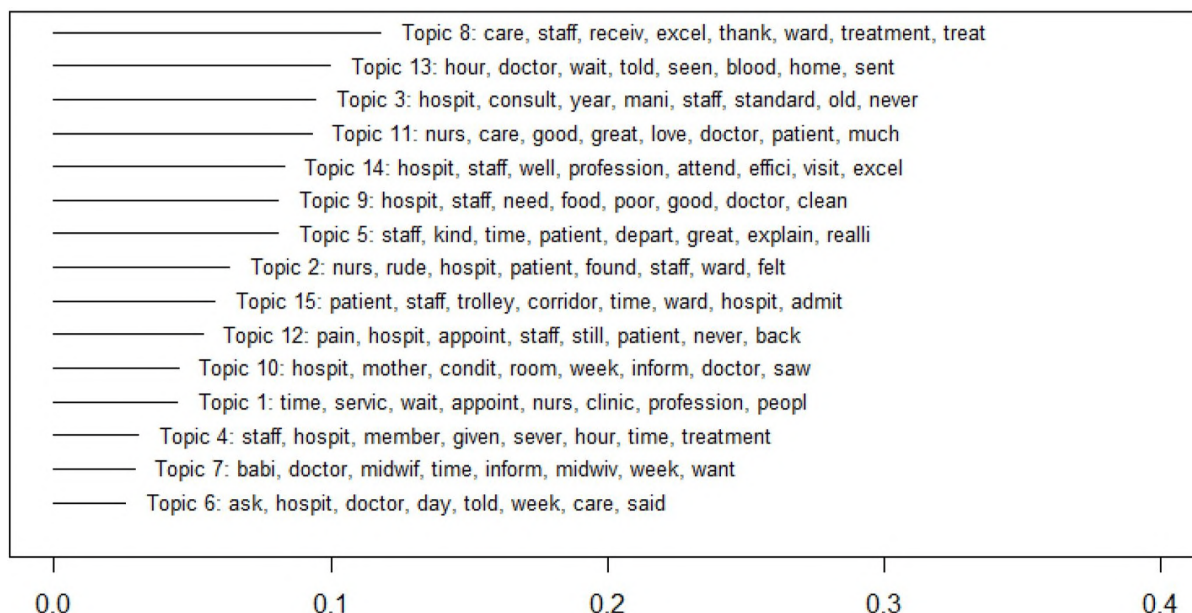 Topic 8: care, staff, receiv, excel, thank, ward, treatment, treat
Topic 13: hour, doctor, wait, told, seen, blood, home, sent
Topic 3: hospit, consult, year, mani, staff, standard, old, never
Topic 11: nurs, care, good, great, love, doctor, patient, much
Topic 14: hospit, staff, well, profession, attend, effici, visit, excel
Topic 9: hospit, staff, need, food, poor, good, doctor, clean
Topic 5: staff, kind, time, patient, depart, great, explain, realli
Topic 2: nurs, rude, hospit, patient, found, staff, ward, felt
Topic 15: patient, staff, trolley, corridor, time, ward, hospit, admit
Topic 12: pain, hospit, appoint, staff, still, patient, never, back
Topic 10: hospit, mother, condit, room, week, inform, doctor, saw
Topic 1: time, servic, wait, appoint, nurs, clinic, profession, peopl
Topic 4: staff, hospit, member, given, sever, hour, time, treatment
Topic 7: babi, doctor, midwif, time, inform, midwiv, week, want
Topic 6: ask, hospit, doctor, day, told, week, care, said
0.0 0.1 0.2 0.3 0.4